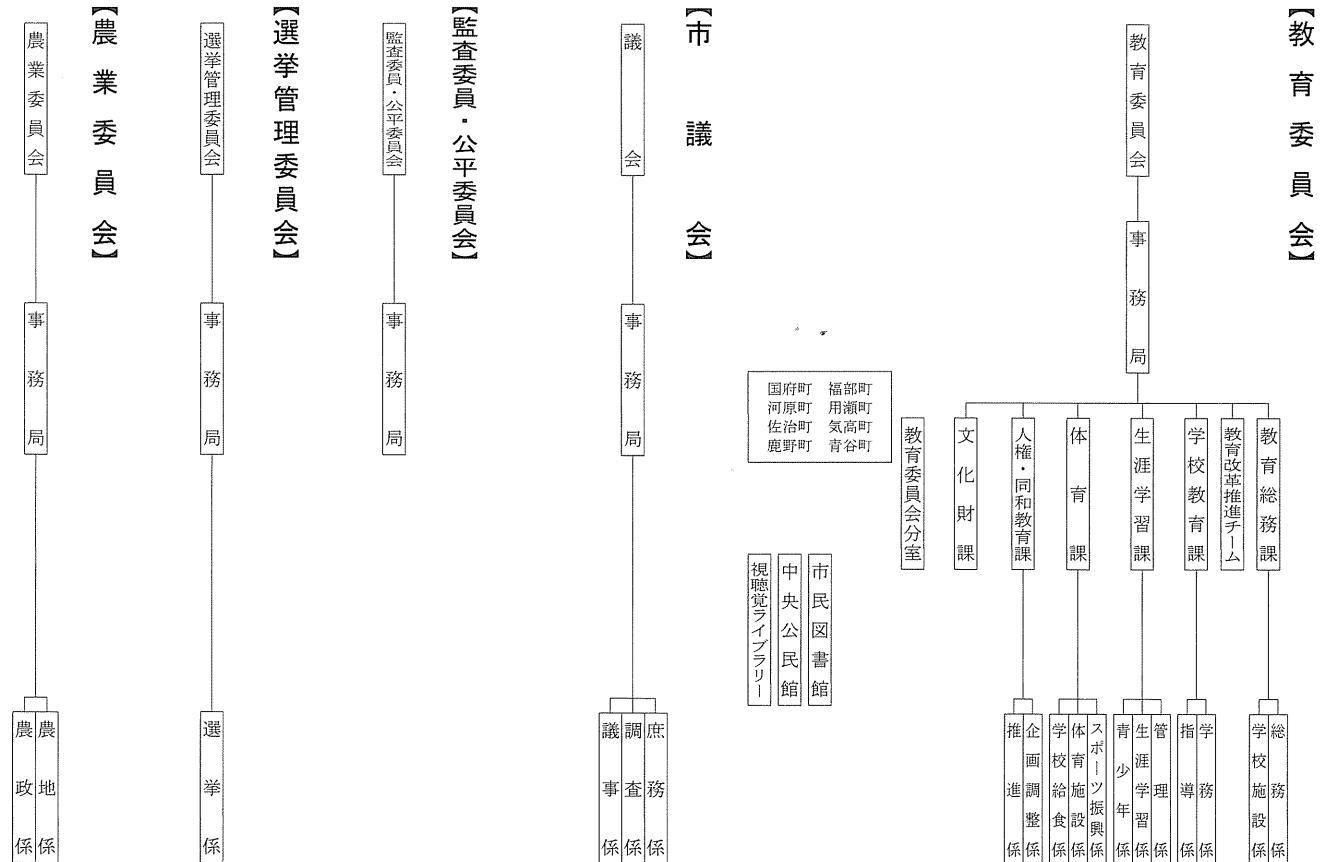 【教育委員会】
教育委員会
事務局
教育総務課
総務係
学校施設係
教育改革推進チーム
学校教育課
学務係
指導係
生涯学習課
管理係
生涯学習係
青少年係
体育課
スポーツ振興係
体育施設係
学校給食係
人権・同和教育課
企画調整係
推進係
文化財課
教育委員会分室
国府町 福部町
河原町 用瀬町
佐治町 気高町
鹿野町 青谷町
市民図書館
中央公民館
視聴覚ライブラリー
【市議会】
議会
事務局
庶務係
調査係
議事係
【監査委員・公平委員会】
監査委員・公平委員会
事務局
【選挙管理委員会】
選挙管理委員会
事務局
選挙係
【農業委員会】
農業委員会
事務局
農地係
農政係